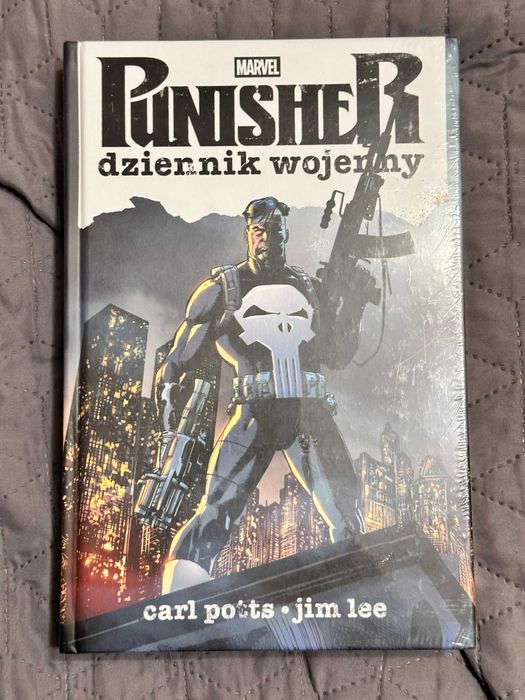 MARVEL
PUNISHER
dziennik wojenny
carl potts • jim lee